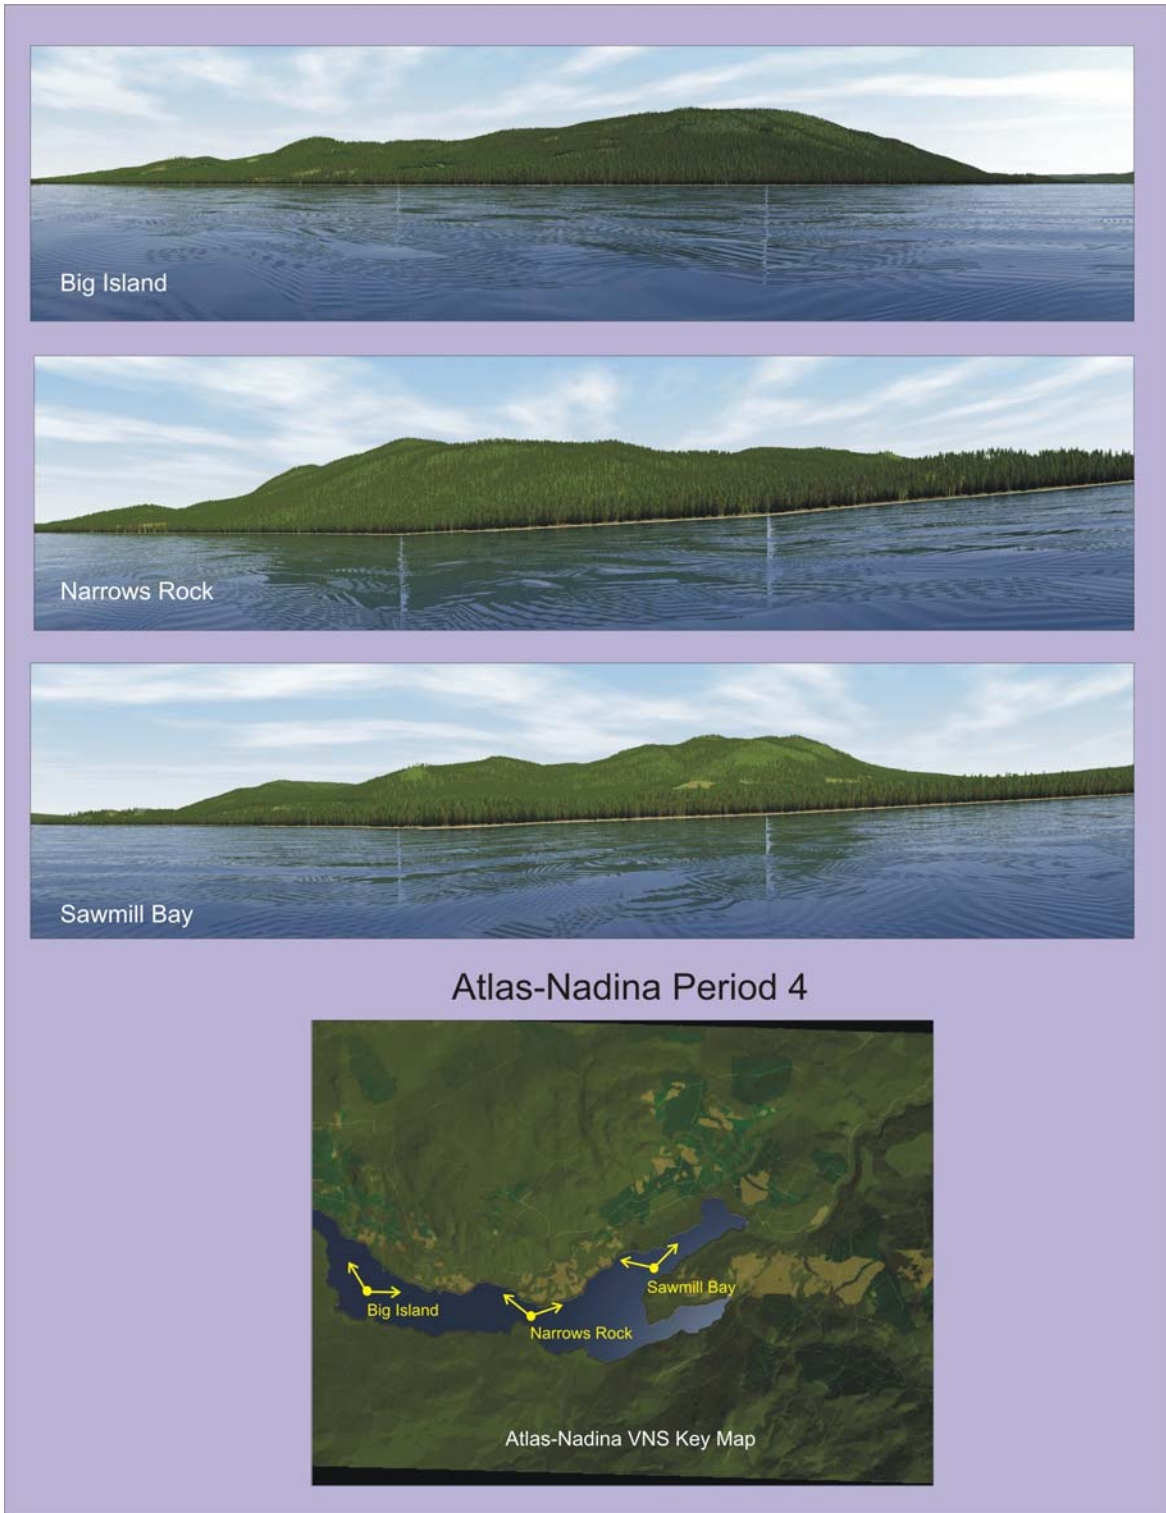 Big Island
Narrows Rock
Sawmill Bay
Atlas-Nadina Period 4
Sawmill Bay
Big Island
Narrows Rock
Atlas-Nadina VNS Key Map